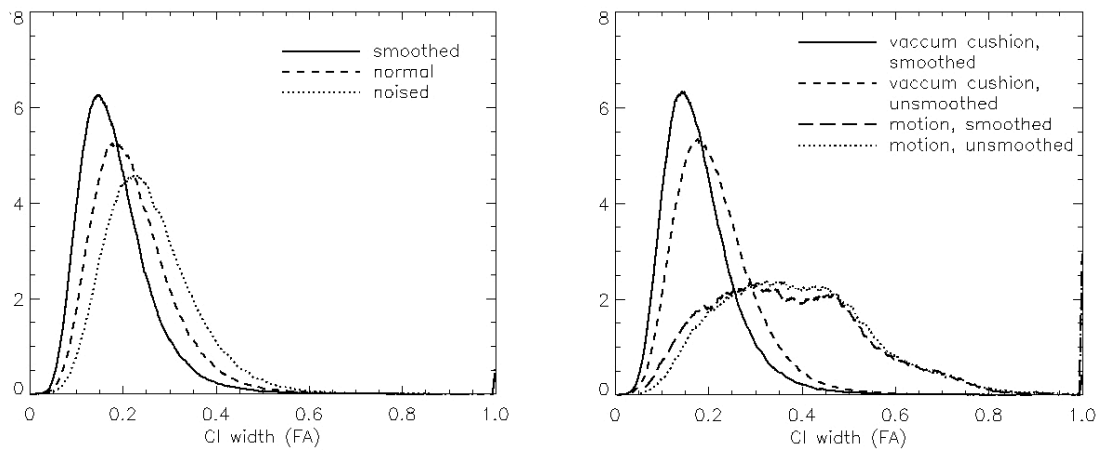 8
6
4
2
0
0
0.2
0.4
0.6
0.8
1.0
CI width (FA)
smoothed
normal
noised
8
6
4
2
0
0
0.2
0.4
0.6
0.8
1.0
CI width (FA)
vaccum cushion,
smoothed
vaccum cushion,
unsmoothed
motion, smoothed
motion, unsmoothed